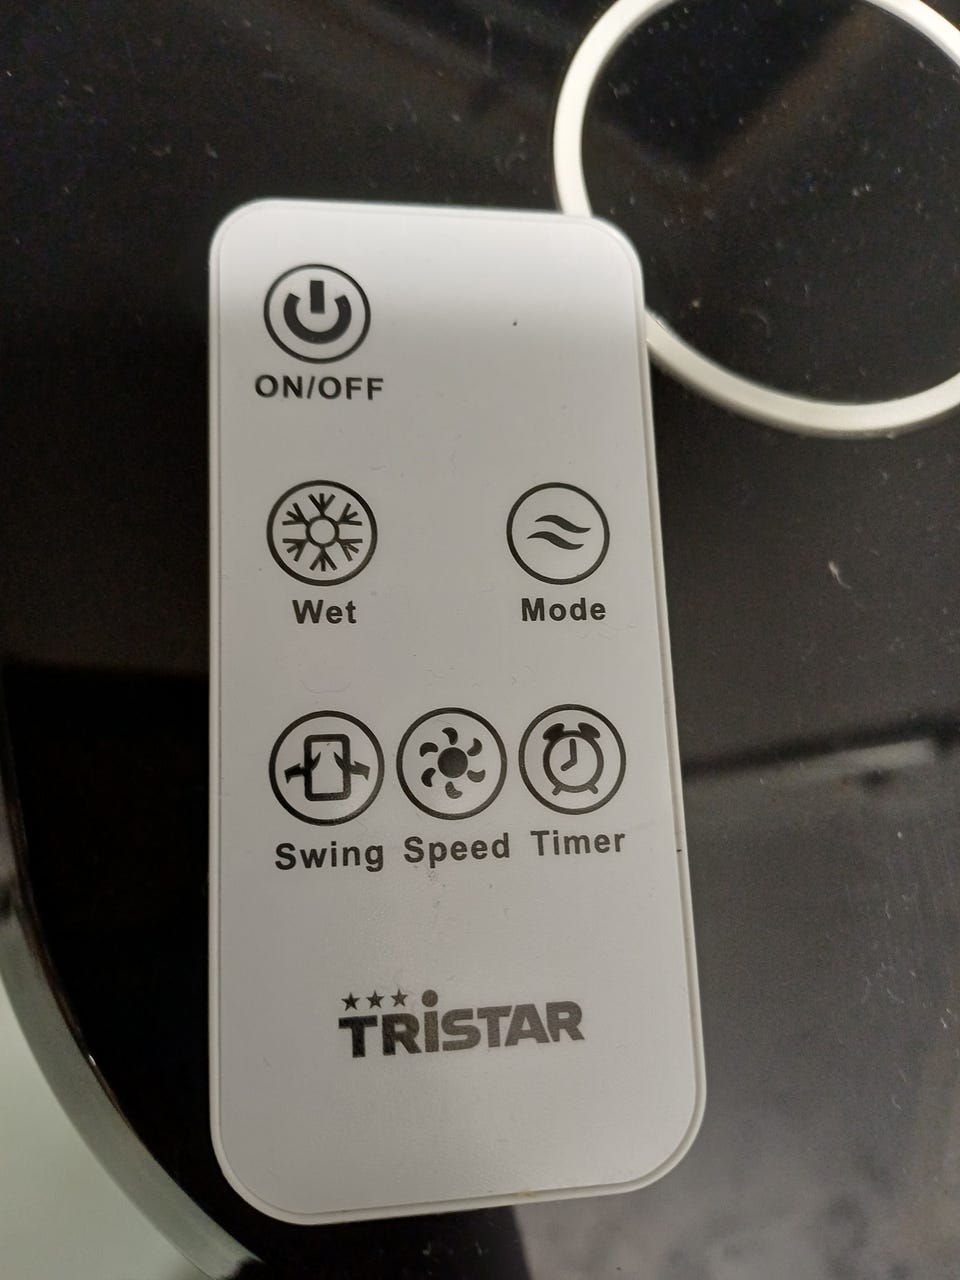 ON/OFF
Wet Mode
Swing Speed Timer
TRiSTAR